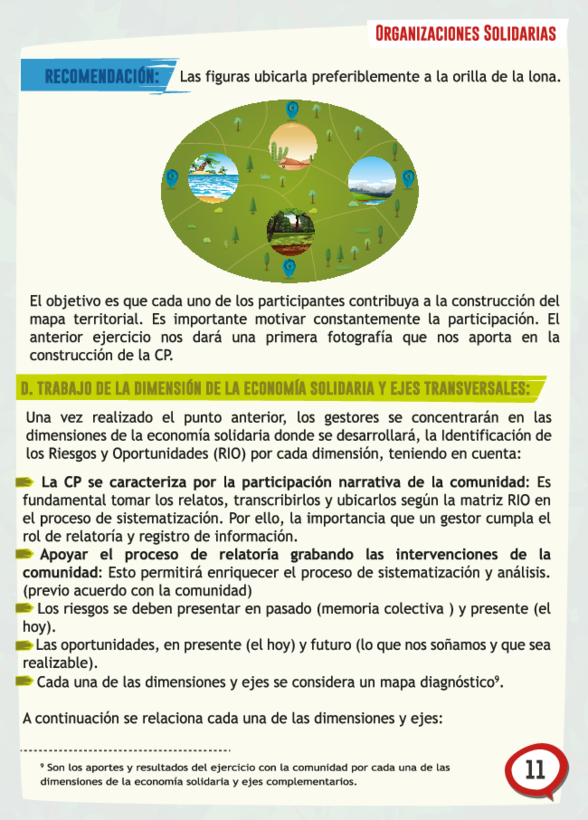 Organizaciones Solidarias
RECOMENDACIÓN: Las figuras ubicarla preferiblemente a la orilla de la lona.
El objetivo es que cada uno de los participantes contribuya a la construcción del
mapa territorial. Es importante motivar constantemente la participación. El
anterior ejercicio nos dará una primera fotografía que nos aporta en la
construcción de la CP.
D. TRABAJO DE LA DIMENSIÓN DE LA ECONOMÍA SOLIDARIA Y EJES TRANSVERSALES:
Una vez realizado el punto anterior, los gestores se concentrarán en las
dimensiones de la economía solidaria donde se desarrollará, la Identificación de
los Riesgos y Oportunidades (RIO) por cada dimensión, teniendo en cuenta:
La CP se caracteriza por la participación narrativa de la comunidad: Es
fundamental tomar los relatos, transcribirlos y ubicarlos según la matriz RIO en
el proceso de sistematización. Por ello, la importancia que un gestor cumpla el
rol de relatoría y registro de información.
Apoyar el proceso de relatoría grabando las intervenciones de la
comunidad: Esto permitirá enriquecer el proceso de sistematización y análisis.
(previo acuerdo con la comunidad)
Los riesgos se deben presentar en pasado (memoria colectiva ) y presente (el
hoy).
Las oportunidades, en presente (el hoy) y futuro (lo que nos soñamos y que sea
realizable).
Cada una de las dimensiones y ejes se considera un mapa diagnóstico⁹.
A continuación se relaciona cada una de las dimensiones y ejes:
⁹ Son los aportes y resultados del ejercicio con la comunidad por cada una de las
dimensiones de la economía solidaria y ejes complementarios.
11